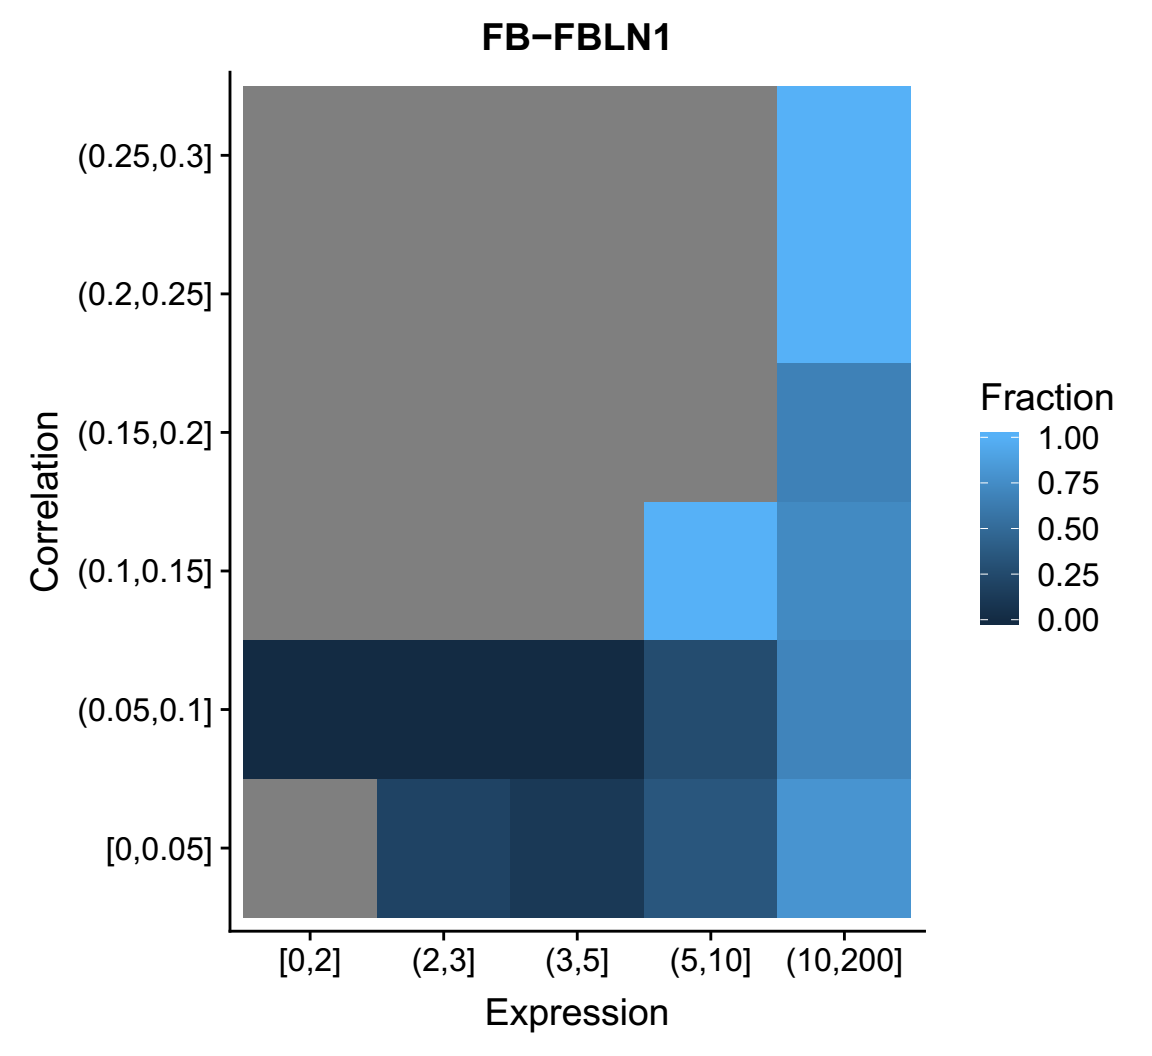 FB−FBLN1
Correlation
(0.25,0.3]
(0.2,0.25]
(0.15,0.2]
(0.1,0.15]
(0.05,0.1]
[0,0.05]
[0,2] (2,3] (3,5] (5,10] (10,200]
Expression
Fraction
1.00
0.75
0.50
0.25
0.00